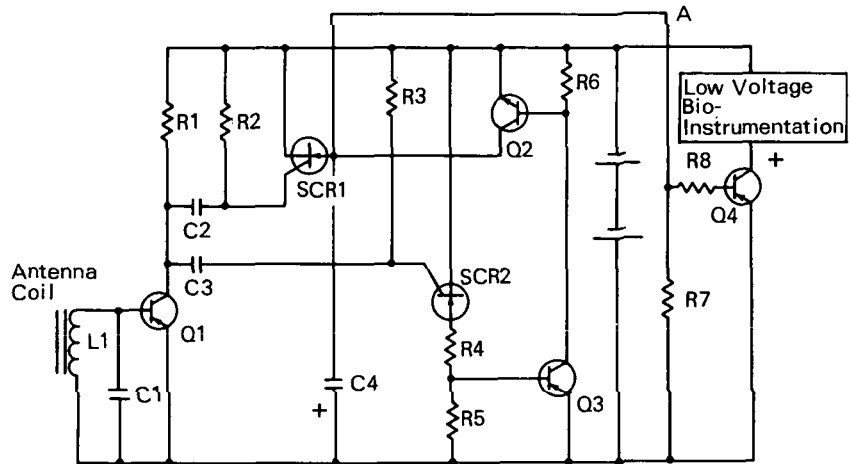 A
R1
R2
R3
R6
Q2
Low Voltage
Bio-
Instrumentation
+
R8
Q4
SCR1
C2
C3
SCR2
Antenna
Coil
L1
C1
Q1
C4
+
R4
R5
Q3
R7